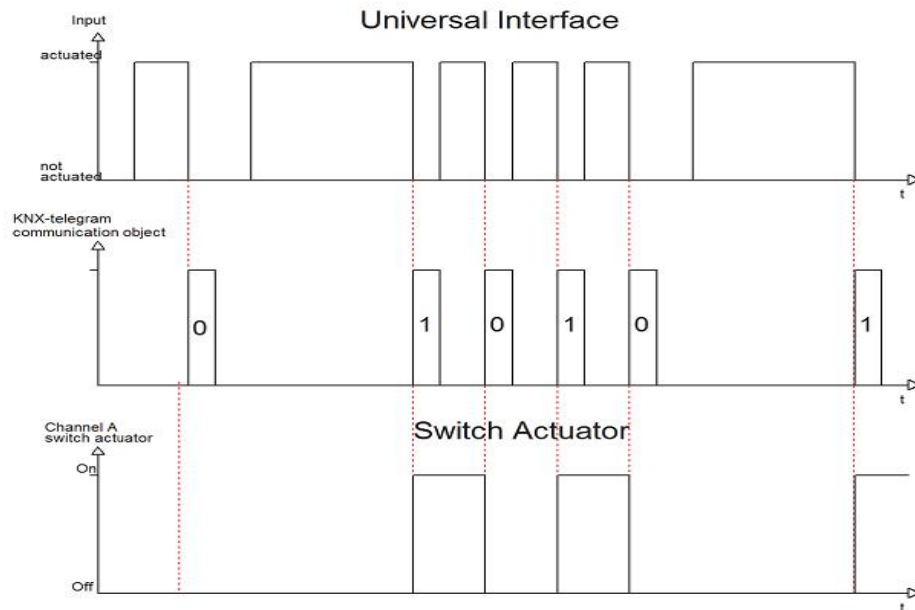 Universal Interface
Input
actuated
not
actuated
t
KNX-telegram
communication object
0
1
0
1
0
1
t
Channel A
switch actuator
Switch Actuator
On
Off
t